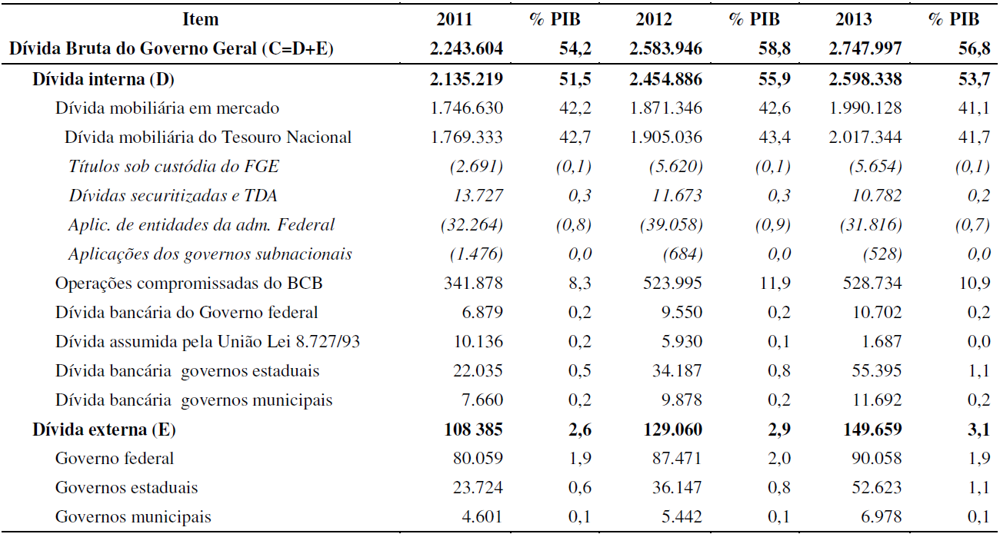 Item 2011 % PIB 2012 % PIB 2013 % PIB
Dívida Bruta do Governo Geral (C=D+E) 2.243.604 54,2 2.583.946 58,8 2.747.997 56,8
Dívida interna (D) 2.135.219 51,5 2.454.886 55,9 2.598.338 53,7
Dívida mobiliária em mercado 1.746.630 42,2 1.871.346 42,6 1.990.128 41,1
Dívida mobiliária do Tesouro Nacional 1.769.333 42,7 1.905.036 43,4 2.017.344 41,7
Títulos sob custódia do FGE (2.691) (0,1) (5.620) (0,1) (5.654) (0,1)
Dívidas securitizadas e TDA 13.727 0,3 11.673 0,3 10.782 0,2
Aplic. de entidades da adm. Federal (32.264) (0,8) (39.058) (0,9) (31.816) (0,7)
Aplicações dos governos subnacionais (1.476) 0,0 (684) 0,0 (528) 0,0
Operações compromissadas do BCB 341.878 8,3 523.995 11,9 528.734 10,9
Dívida bancária do Governo federal 6.879 0,2 9.550 0,2 10.702 0,2
Dívida assumida pela União Lei 8.727/93 10.136 0,2 5.930 0,1 1.687 0,0
Dívida bancária governos estaduais 22.035 0,5 34.187 0,8 55.395 1,1
Dívida bancária governos municipais 7.660 0,2 9.878 0,2 11.692 0,2
Dívida externa (E) 108 385 2,6 129.060 2,9 149.659 3,1
Governo federal 80.059 1,9 87.471 2,0 90.058 1,9
Governos estaduais 23.724 0,6 36.147 0,8 52.623 1,1
Governos municipais 4.601 0,1 5.442 0,1 6.978 0,1